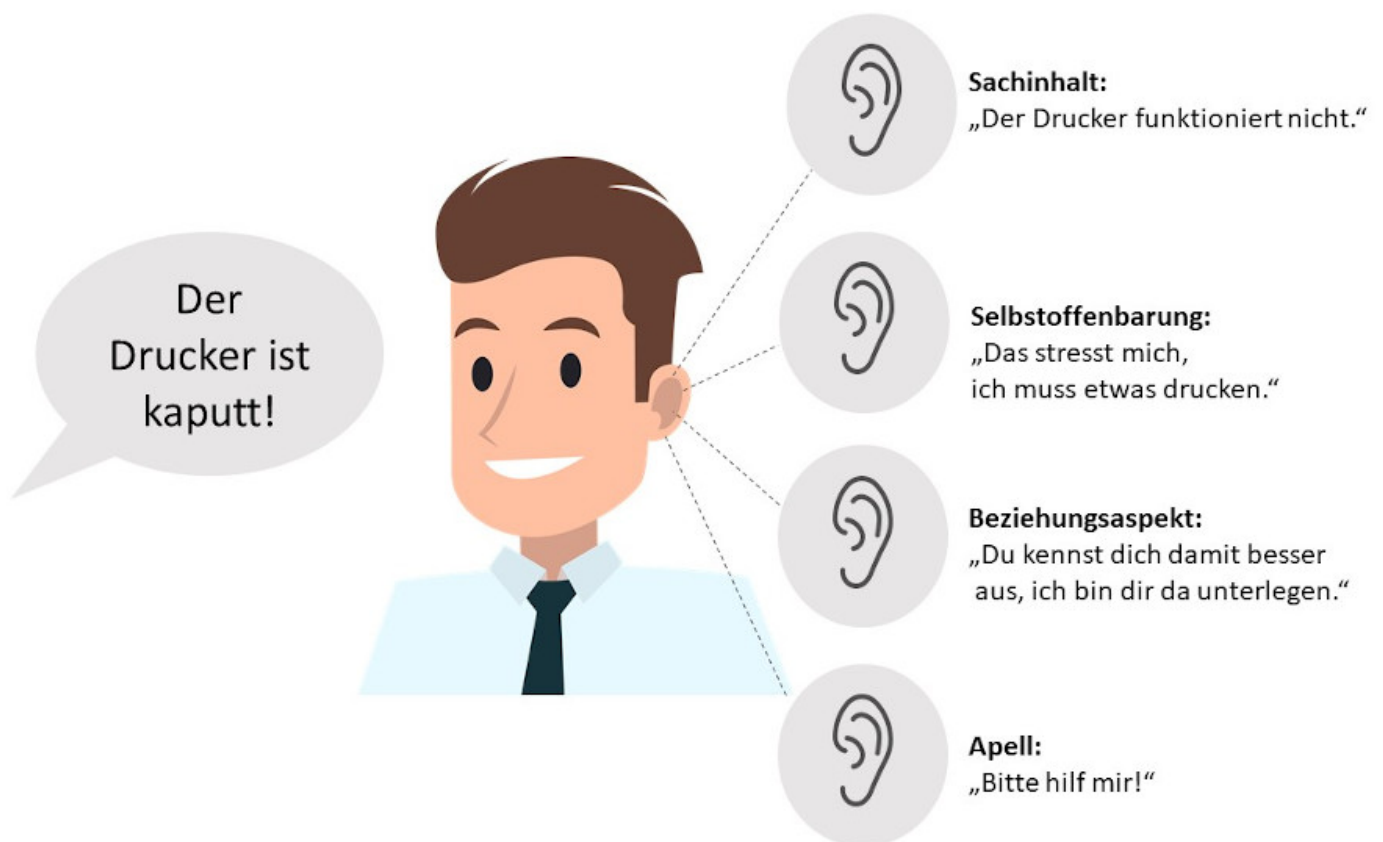 Der
Drucker ist
kaputt!
Sachinhalt:
„Der Drucker funktioniert nicht.“
Selbstoffenbarung:
„Das stresst mich,
ich muss etwas drucken.“
Beziehungsaspekt:
„Du kennst dich damit besser
aus, ich bin dir da unterlegen.“
Apell:
„Bitte hilf mir!“